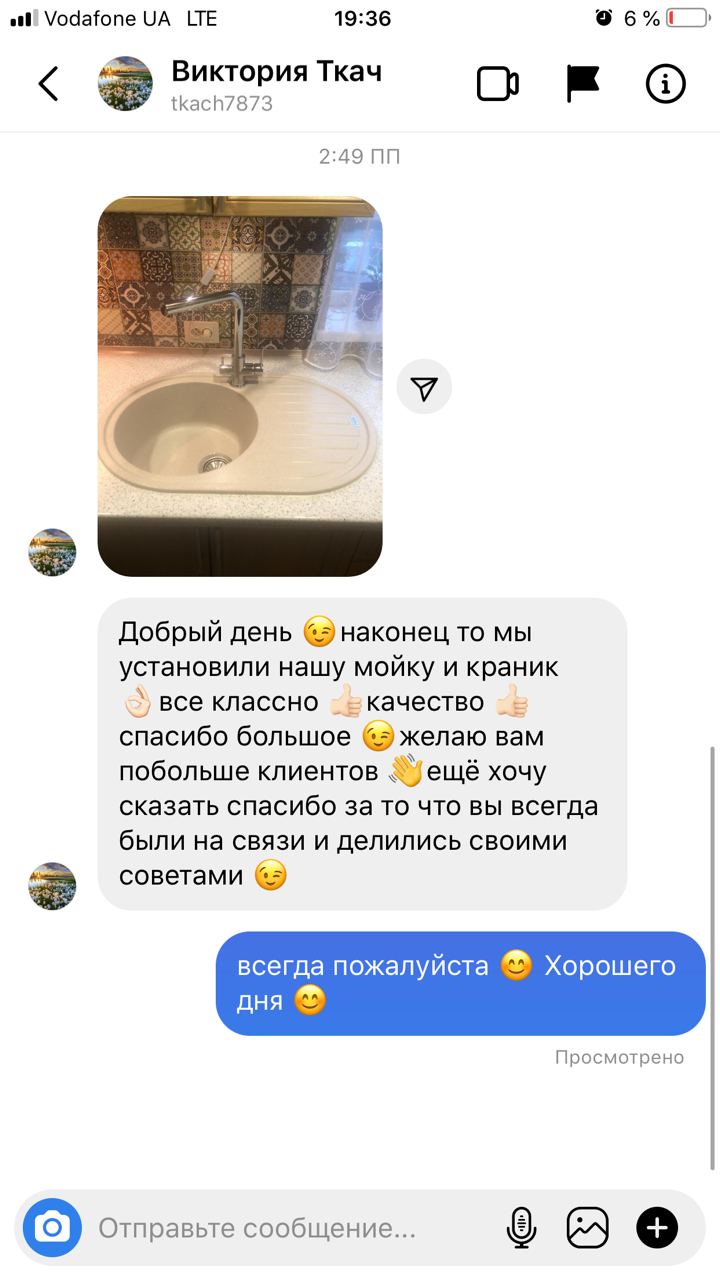 Vodafone UA LTE 19:36 6 %
Виктория Ткач
tkach7873
2:49 ПП
Добрый день 😉наконец то мы
установили нашу мойку и краник
👌🏻все классно 👍🏻качество 👍🏻
спасибо большое 😉желаю вам
побольше клиентов 👋ещё хочу
сказать спасибо за то что вы всегда
были на связи и делились своими
советами 😉
всегда пожалуйста 😊 Хорошего
дня 😊
Просмотрено
Отправьте сообщение...